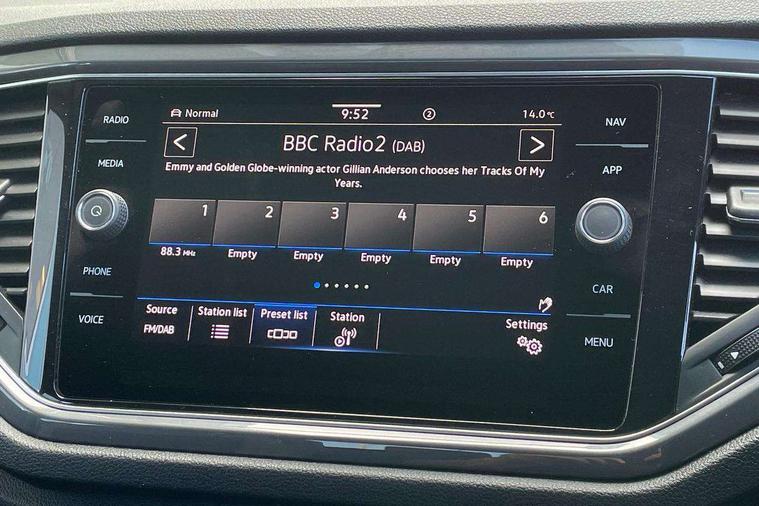 RADIO
MEDIA
PHONE
VOICE
Normal
9:52
2
14.0°C
<
BBC Radio2 (DAB)
>
Emmy and Golden Globe-winning actor Gillian Anderson chooses her Tracks Of My
Years.
1 2 3 4 5 6
88.3 MHz Empty Empty Empty Empty Empty
Source Station list Preset list Station Settings
FM/DAB
NAV
APP
CAR
MENU